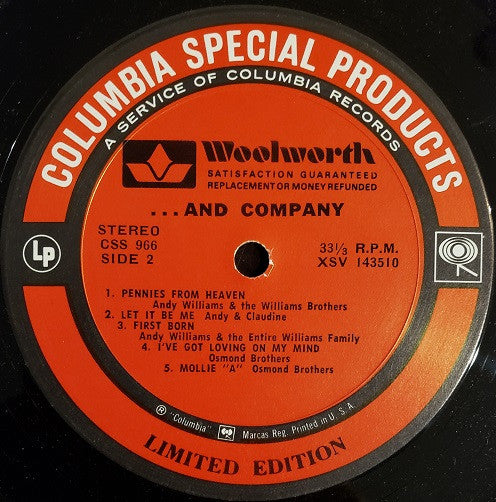 COLUMBIA SPECIAL PRODUCTS
A SERVICE OF COLUMBIA RECORDS
Woolworth
SATISFACTION GUARANTEED
REPLACEMENT OR MONEY REFUNDED
...AND COMPANY
STEREO
CSS 966
SIDE 2
33⅓ R.P.M.
XSV 143510
Lp
1. PENNIES FROM HEAVEN
Andy Williams & the Williams Brothers
2. LET IT BE ME Andy & Claudine
3. FIRST BORN
Andy Williams & the Entire Williams Family
4. I'VE GOT LOVING ON MY MIND
Osmond Brothers
5. MOLLIE "A" Osmond Brothers
® "Columbia" Marcas Reg. Printed in U. S. A
LIMITED EDITION